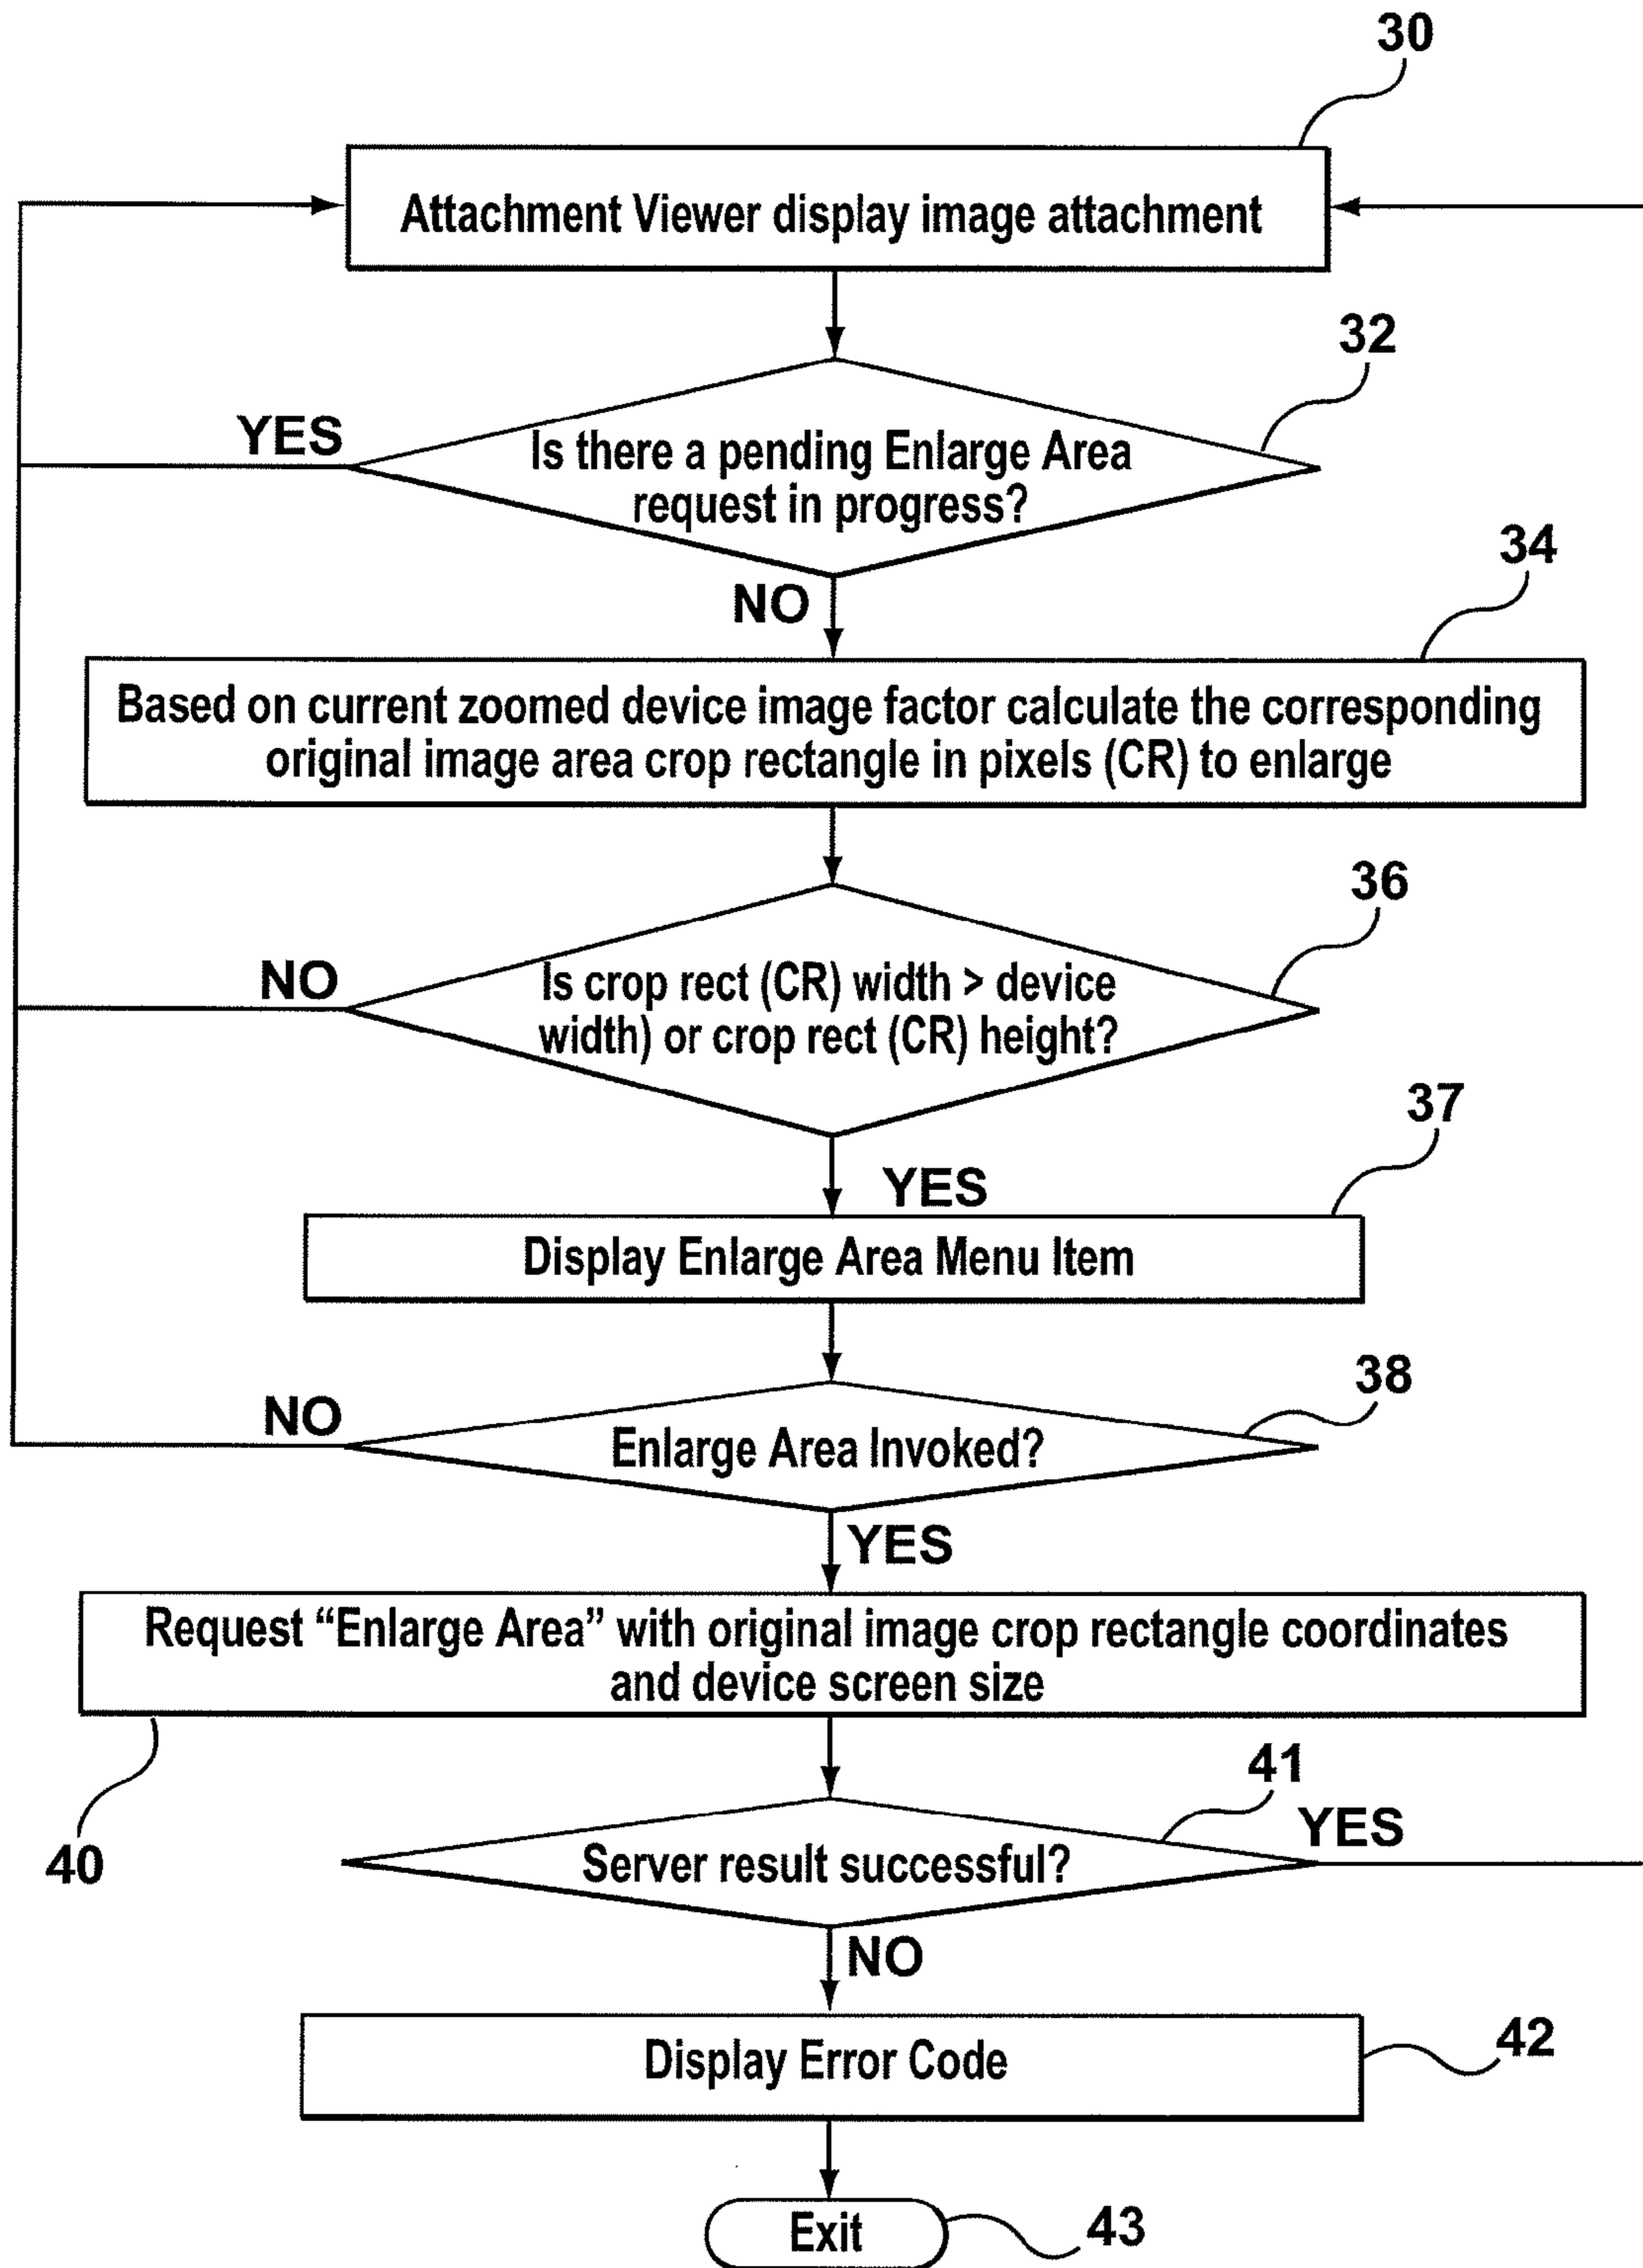 30
Attachment Viewer display image attachment
32
YES
Is there a pending Enlarge Area
request in progress?
34
NO
Based on current zoomed device image factor calculate the corresponding
original image area crop rectangle in pixels (CR) to enlarge
36
NO
Is crop rect (CR) width > device
width) or crop rect (CR) height?
37
YES
Display Enlarge Area Menu Item
38
NO
Enlarge Area Invoked?
YES
Request “Enlarge Area” with original image crop rectangle coordinates
and device screen size
41
YES
40
Server result successful?
NO
42
Display Error Code
43
Exit